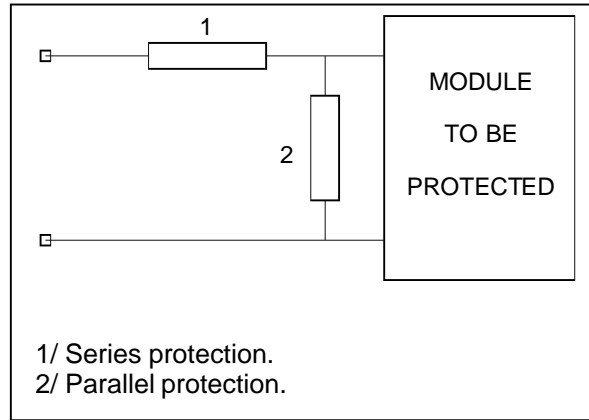 1
2
MODULE
TO BE
PROTECTED
1/ Series protection.
2/ Parallel protection.